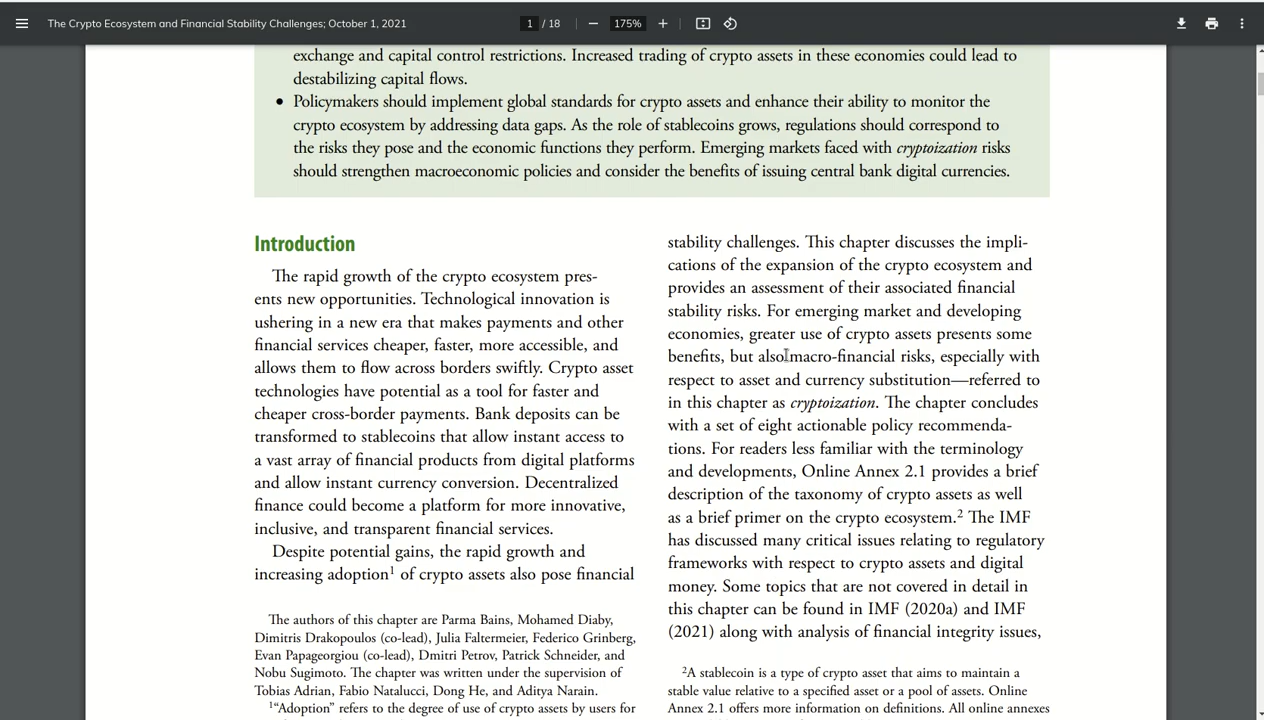 The Crypto Ecosystem and Financial Stability Challenges; October 1, 2021
1 / 18
175%
exchange and capital control restrictions. Increased trading of crypto assets in these economies could lead to
destabilizing capital flows.
• Policymakers should implement global standards for crypto assets and enhance their ability to monitor the
crypto ecosystem by addressing data gaps. As the role of stablecoins grows, regulations should correspond to
the risks they pose and the economic functions they perform. Emerging markets faced with cryptoization risks
should strengthen macroeconomic policies and consider the benefits of issuing central bank digital currencies.
Introduction
The rapid growth of the crypto ecosystem pres-
ents new opportunities. Technological innovation is
ushering in a new era that makes payments and other
financial services cheaper, faster, more accessible, and
allows them to flow across borders swiftly. Crypto asset
technologies have potential as a tool for faster and
cheaper cross-border payments. Bank deposits can be
transformed to stablecoins that allow instant access to
a vast array of financial products from digital platforms
and allow instant currency conversion. Decentralized
finance could become a platform for more innovative,
inclusive, and transparent financial services.
Despite potential gains, the rapid growth and
increasing adoption1 of crypto assets also pose financial
The authors of this chapter are Parma Bains, Mohamed Diaby,
Dimitris Drakopoulos (co-lead), Julia Faltermeier, Federico Grinberg,
Evan Papageorgiou (co-lead), Dmitri Petrov, Patrick Schneider, and
Nobu Sugimoto. The chapter was written under the supervision of
Tobias Adrian, Fabio Natalucci, Dong He, and Aditya Narain.
1“Adoption” refers to the degree of use of crypto assets by users for
stability challenges. This chapter discusses the impli-
cations of the expansion of the crypto ecosystem and
provides an assessment of their associated financial
stability risks. For emerging market and developing
economies, greater use of crypto assets presents some
benefits, but also macro-financial risks, especially with
respect to asset and currency substitution—referred to
in this chapter as cryptoization. The chapter concludes
with a set of eight actionable policy recommenda-
tions. For readers less familiar with the terminology
and developments, Online Annex 2.1 provides a brief
description of the taxonomy of crypto assets as well
as a brief primer on the crypto ecosystem.2 The IMF
has discussed many critical issues relating to regulatory
frameworks with respect to crypto assets and digital
money. Some topics that are not covered in detail in
this chapter can be found in IMF (2020a) and IMF
(2021) along with analysis of financial integrity issues,
2A stablecoin is a type of crypto asset that aims to maintain a
stable value relative to a specified asset or a pool of assets. Online
Annex 2.1 offers more information on definitions. All online annexes